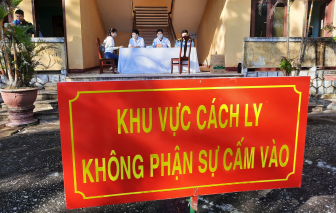 KHU VỰC CÁCH LY
KHÔNG PHẬN SỰ CẤM VÀO